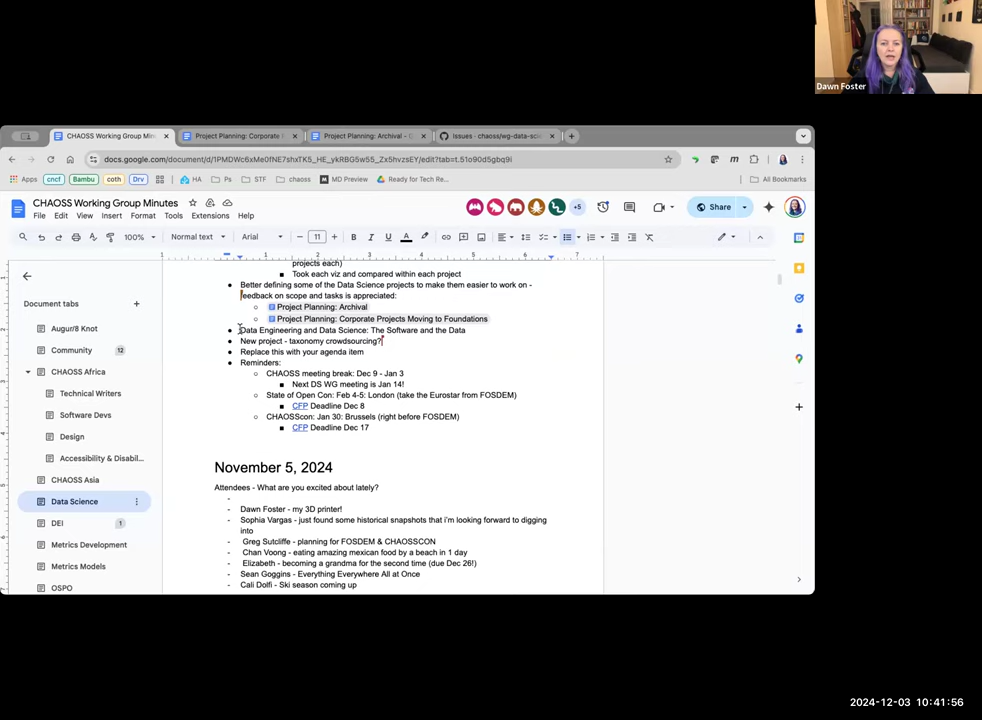 Dawn Foster
CHAOSS Working Group Minu
Project Planning: Corporate
Project Planning: Archival - G
Issues · chaoss/wg-data-scie
docs.google.com/document/d/1PMDWc6xMe0fNE7shxTK5_HE_ykRBG5w55_Zx5hvzsEY/edit?tab=t.51o90d5gbq9i
Apps
cncf
Bambu
coth
Drv
HA
Ps
STF
chaoss
MD Preview
Ready for Tech Re...
All Bookmarks
CHAOSS Working Group Minutes
+5
Share
File Edit View Insert Format Tools Extensions Help
100%
Normal text
Arial
11
Document tabs
Augur/8 Knot
Community 12
CHAOSS Africa
Technical Writers
Software Devs
Design
Accessibility & Disabil...
CHAOSS Asia
Data Science
DEI 1
Metrics Development
Metrics Models
OSPO
projects each)
Took each viz and compared within each project
Better defining some of the Data Science projects to make them easier to work on -
feedback on scope and tasks is appreciated:
Project Planning: Archival
Project Planning: Corporate Projects Moving to Foundations
Data Engineering and Data Science: The Software and the Data
New project - taxonomy crowdsourcing?
Replace this with your agenda item
Reminders:
CHAOSS meeting break: Dec 9 - Jan 3
Next DS WG meeting is Jan 14!
State of Open Con: Feb 4-5: London (take the Eurostar from FOSDEM)
CFP Deadline Dec 8
CHAOSScon: Jan 30: Brussels (right before FOSDEM)
CFP Deadline Dec 17
November 5, 2024
Attendees - What are you excited about lately?
-
- Dawn Foster - my 3D printer!
- Sophia Vargas - just found some historical snapshots that i'm looking forward to digging
into
- Greg Sutcliffe - planning for FOSDEM & CHAOSSCON
- Chan Voong - eating amazing mexican food by a beach in 1 day
- Elizabeth - becoming a grandma for the second time (due Dec 26!)
- Sean Goggins - Everything Everywhere All at Once
- Cali Dolfi - Ski season coming up
2024-12-03 10:41:56